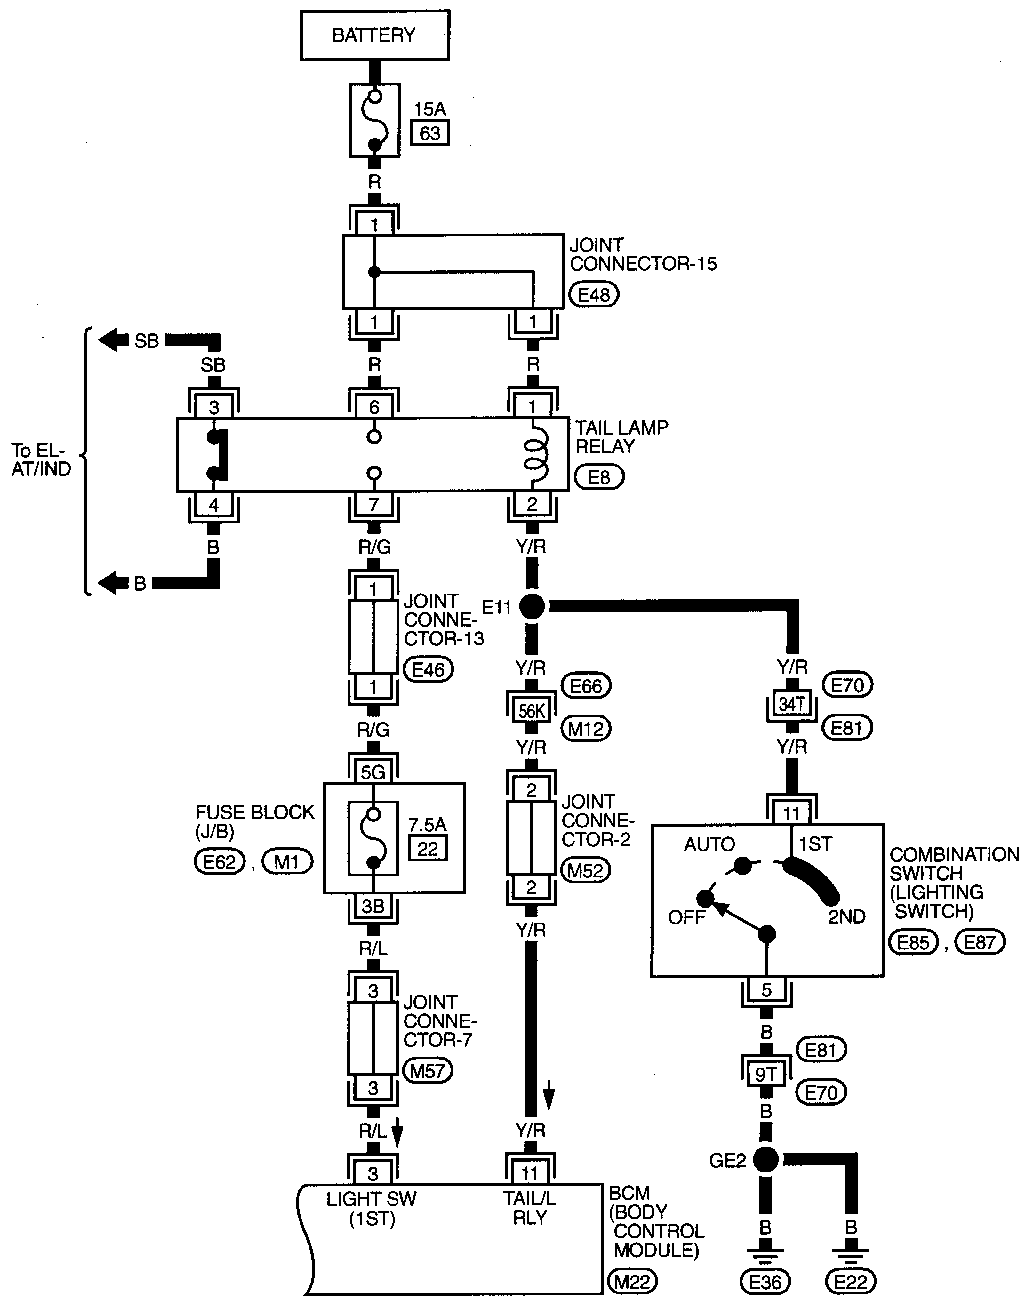 BATTERY
15A
63
R
1
JOINT
CONNECTOR-15
E48
1
1
SB
SB
R
R
3
6
1
To EL-
AT/IND
TAIL LAMP
RELAY
E8
4
7
2
B
R/G
Y/R
B
1
JOINT
CONNE-
CTOR-13
E46
1
E11
Y/R
E66
56K
M12
Y/R
Y/R
E70
34T
E81
Y/R
R/G
5G
FUSE BLOCK
(J/B)
E62 , M1
7.5A
22
3B
2
JOINT
CONNE-
CTOR-2
M52
2
11
AUTO
1ST
OFF
2ND
COMBINATION
SWITCH
(LIGHTING
SWITCH)
E85 , E87
R/L
Y/R
5
3
JOINT
CONNE-
CTOR-7
M57
3
B
E81
9T
E70
B
R/L
Y/R
GE2
3
11
LIGHT SW
(1ST)
TAIL/L
RLY
BCM
(BODY
CONTROL
MODULE)
M22
B
B
E36
E22